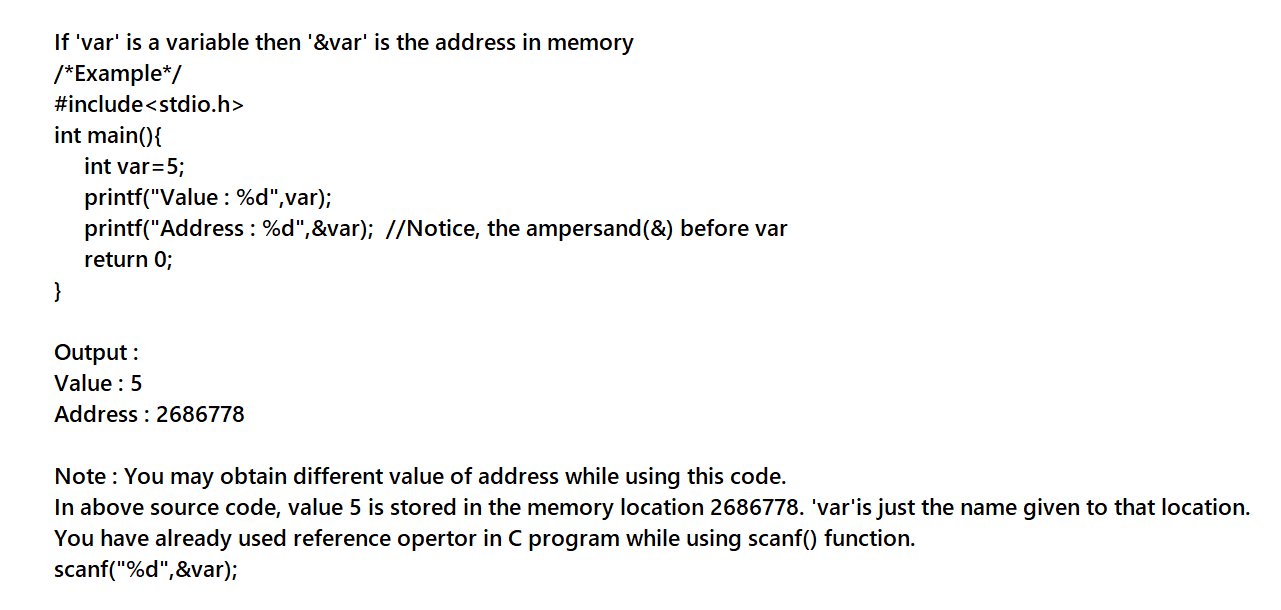 If 'var' is a variable then '&var' is the address in memory
/*Example*/
#include<stdio.h>
int main(){
int var=5;
printf("Value : %d",var);
printf("Address : %d",&var);  //Notice, the ampersand(&) before var
return 0;
}
Output :
Value : 5
Address : 2686778
Note : You may obtain different value of address while using this code.
In above source code, value 5 is stored in the memory location 2686778. 'var'is just the name given to that location.
You have already used reference opertor in C program while using scanf() function.
scanf("%d",&var);